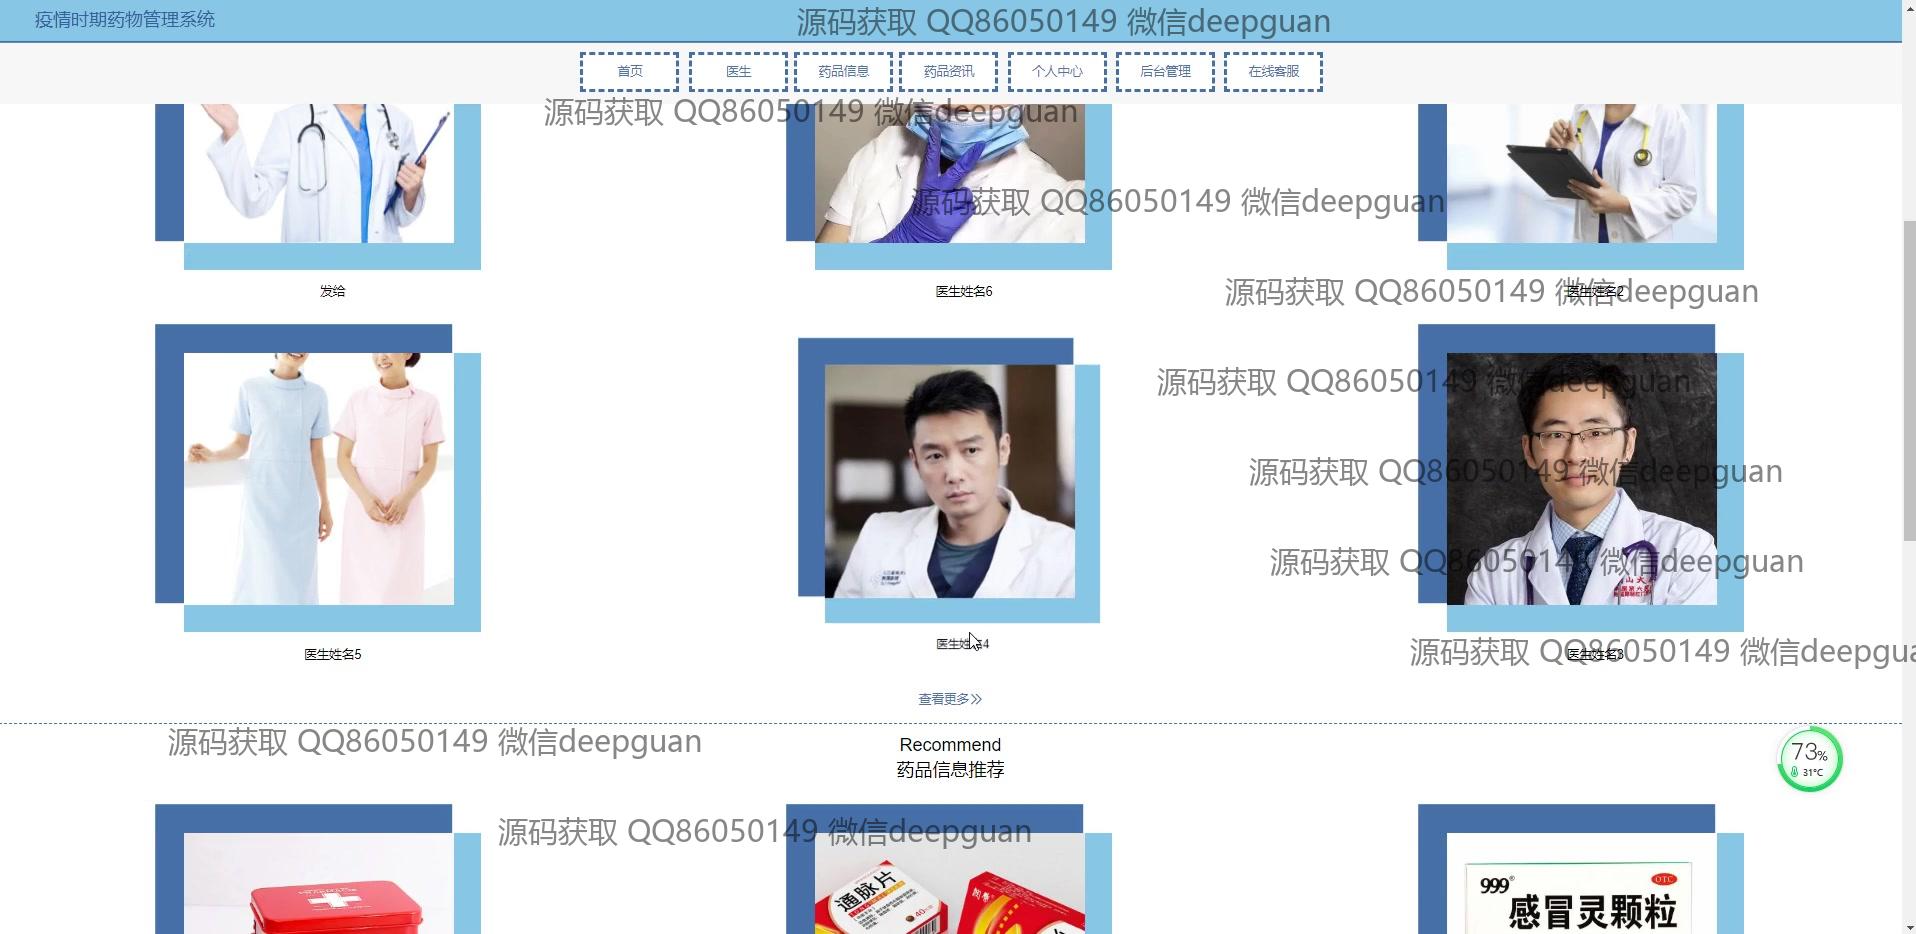 疫情时期药物管理系统
源码获取 QQ86050149 微信deepguan
首页 医生 药品信息 药品资讯 个人中心 后台管理 在线客服
源码获取 QQ86050149 微信deepguan
源码获取 QQ86050149 微信deepguan
发给 医生姓名6 医生姓名2
源码获取 QQ86050149 微信deepguan
源码获取 QQ86050149 微信deepguan
源码获取 QQ86050149 微信deepguan
源码获取 QQ86050149 微信deepguan
医生姓名5 医生姓名4 医生姓名3
源码获取 QQ86050149 微信deepgua
查看更多
源码获取 QQ86050149 微信deepguan
Recommend
药品信息推荐
73%
31°C
源码获取 QQ86050149 微信deepguan
通脉片
999
OTC
感冒灵颗粒